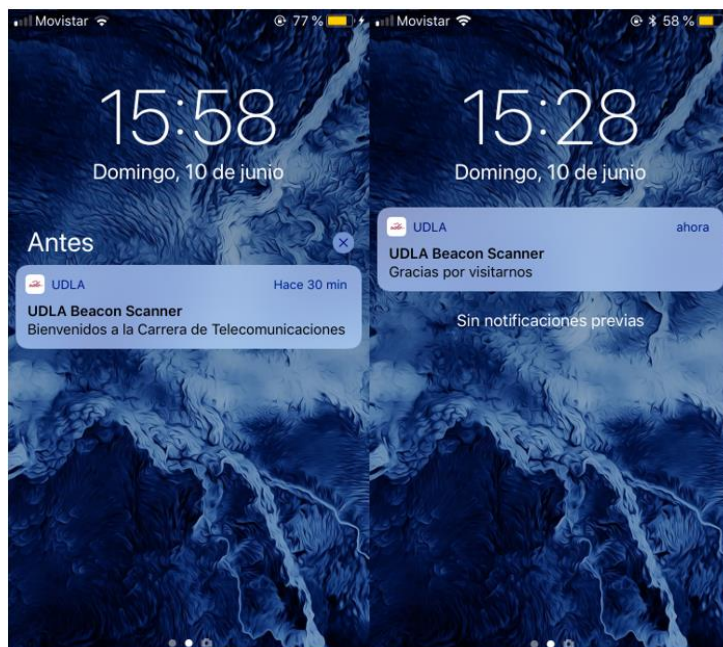 Movistar 77 %
15:58
Domingo, 10 de junio
Antes
UDLA Hace 30 min
UDLA Beacon Scanner
Bienvenidos a la Carrera de Telecomunicaciones
Movistar 58 %
15:28
Domingo, 10 de junio
UDLA ahora
UDLA Beacon Scanner
Gracias por visitarnos
Sin notificaciones previas